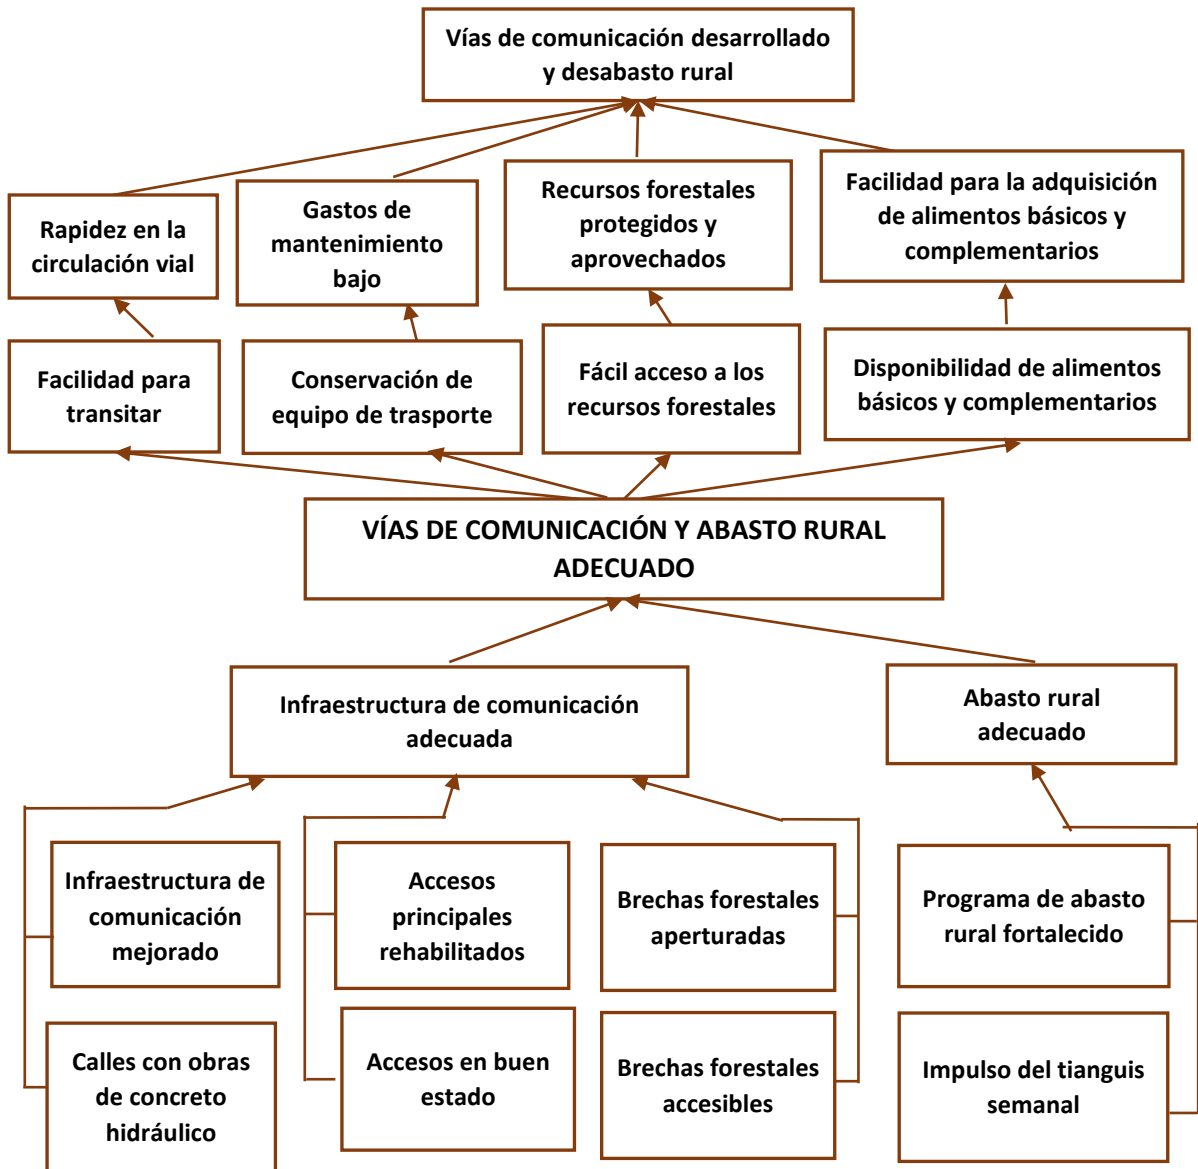 Vías de comunicación desarrollado
y desabasto rural
Rapidez en la
circulación vial
Gastos de
mantenimiento
bajo
Recursos forestales
protegidos y
aprovechados
Facilidad para la adquisición
de alimentos básicos y
complementarios
Facilidad para
transitar
Conservación de
equipo de trasporte
Fácil acceso a los
recursos forestales
Disponibilidad de alimentos
básicos y complementarios
VÍAS DE COMUNICACIÓN Y ABASTO RURAL
ADECUADO
Infraestructura de comunicación
adecuada
Abasto rural
adecuado
Infraestructura de
comunicación
mejorado
Accesos
principales
rehabilitados
Brechas forestales
aperturadas
Programa de abasto
rural fortalecido
Calles con obras
de concreto
hidráulico
Accesos en buen
estado
Brechas forestales
accesibles
Impulso del tianguis
semanal